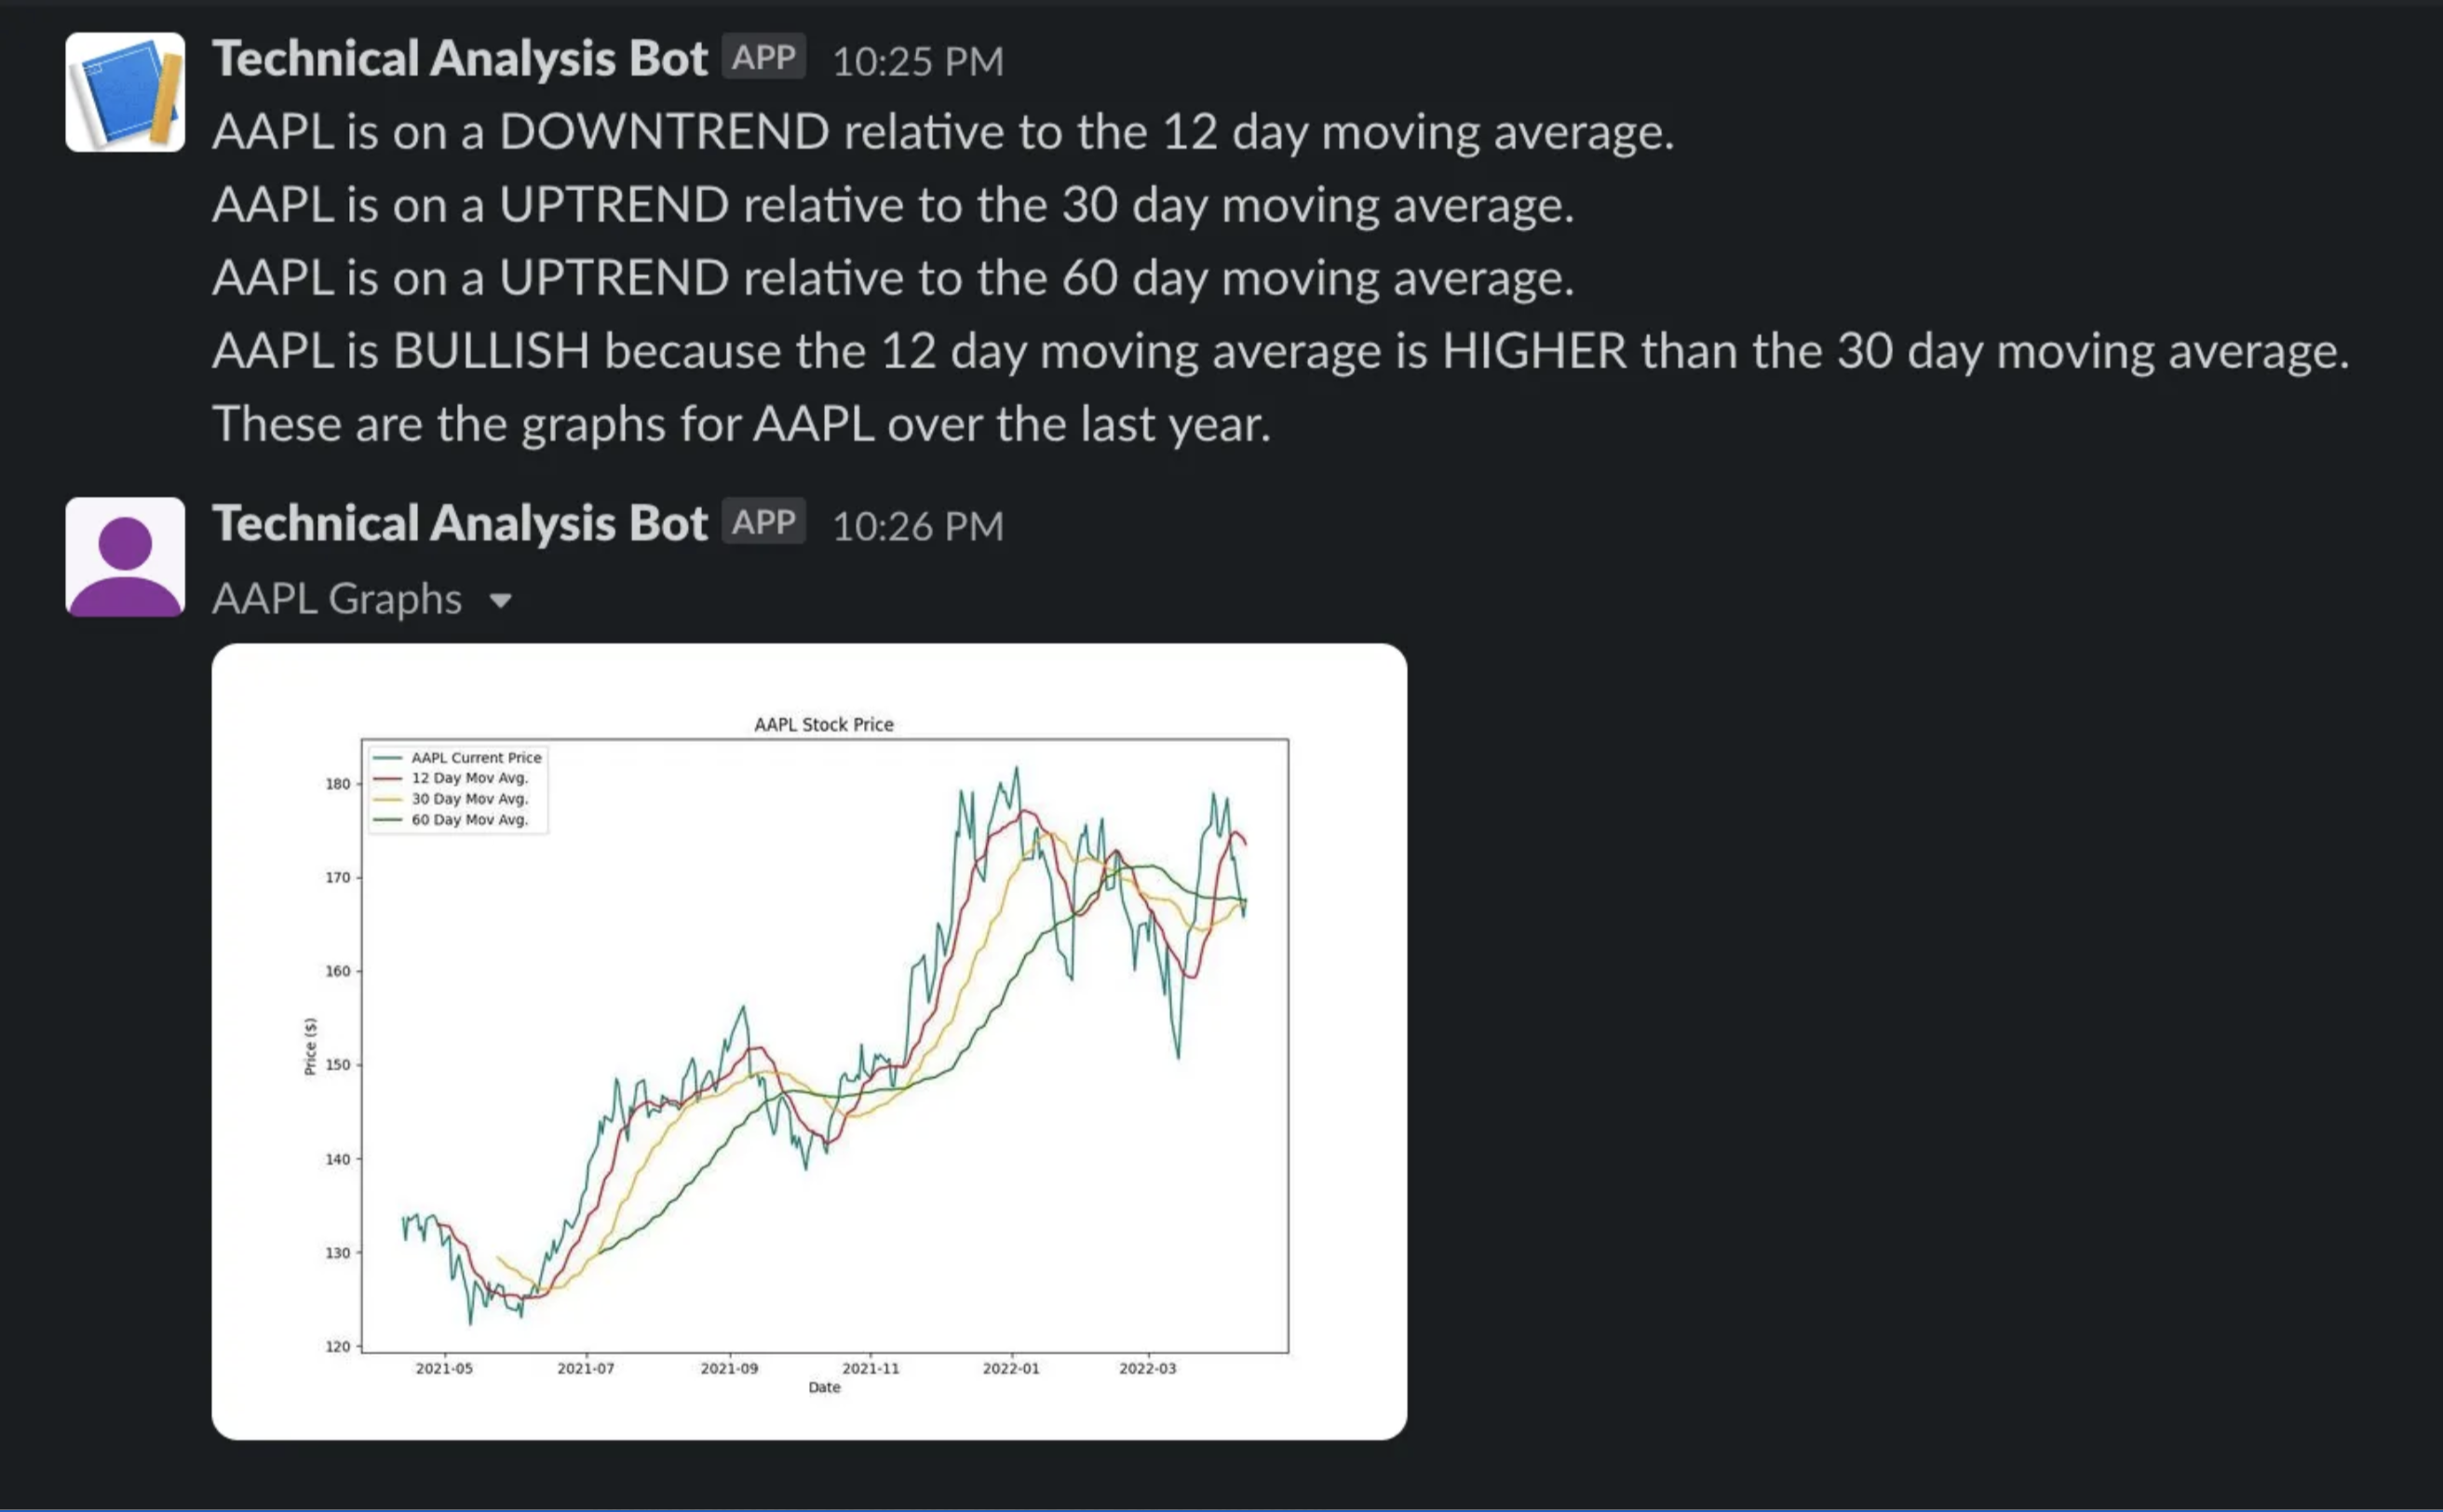 Technical Analysis Bot APP 10:25 PM
AAPL is on a DOWNTREND relative to the 12 day moving average.
AAPL is on a UPTREND relative to the 30 day moving average.
AAPL is on a UPTREND relative to the 60 day moving average.
AAPL is BULLISH because the 12 day moving average is HIGHER than the 30 day moving average.
These are the graphs for AAPL over the last year.
Technical Analysis Bot APP 10:26 PM
AAPL Graphs
AAPL Stock Price
AAPL Current Price
12 Day Mov Avg.
30 Day Mov Avg.
60 Day Mov Avg.
Price ($)
180
170
160
150
140
130
120
2021-05 2021-07 2021-09 2021-11 2022-01 2022-03
Date